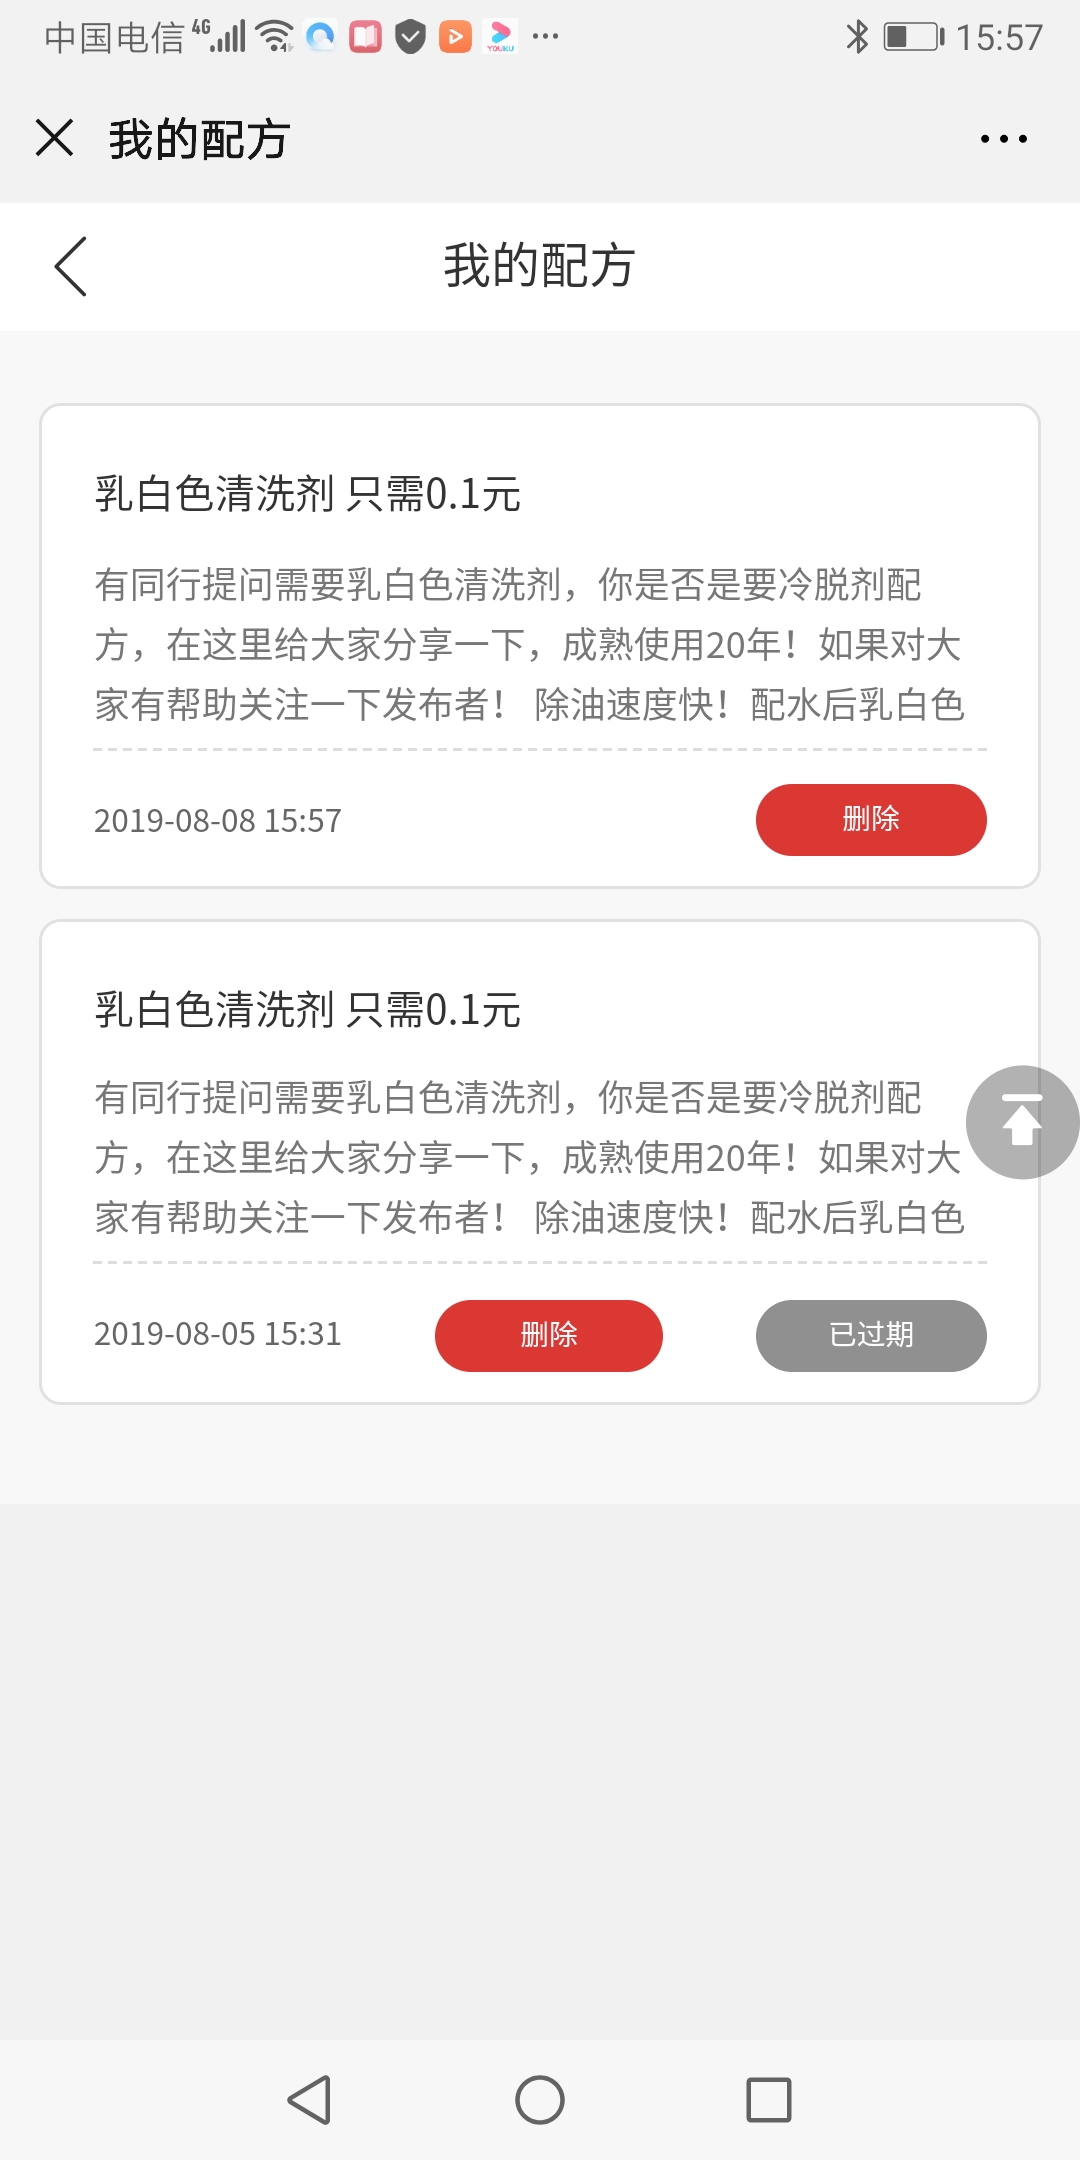 中国电信 4G 15:57
我的配方
我的配方
乳白色清洗剂 只需0.1元
有同行提问需要乳白色清洗剂，你是否是要冷脱剂配
方，在这里给大家分享一下，成熟使用20年！如果对大
家有帮助关注一下发布者！ 除油速度快！配水后乳白色
2019-08-08 15:57 删除
乳白色清洗剂 只需0.1元
有同行提问需要乳白色清洗剂，你是否是要冷脱剂配
方，在这里给大家分享一下，成熟使用20年！如果对大
家有帮助关注一下发布者！ 除油速度快！配水后乳白色
2019-08-05 15:31 删除 已过期